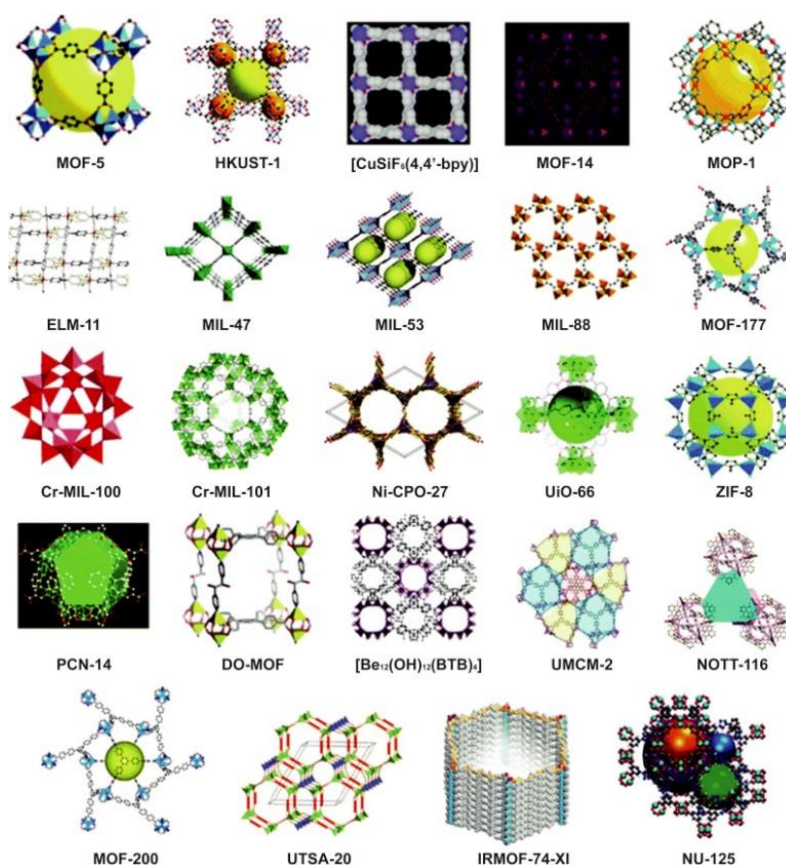 MOF-5 HKUST-1 [CuSiF₆(4,4'-bpy)] MOF-14 MOP-1
ELM-11 MIL-47 MIL-53 MIL-88 MOF-177
Cr-MIL-100 Cr-MIL-101 Ni-CPO-27 UiO-66 ZIF-8
PCN-14 DO-MOF [Be₁₂(OH)₁₂(BTB)₄] UMCM-2 NOTT-116
MOF-200 UTSA-20 IRMOF-74-XI NU-125